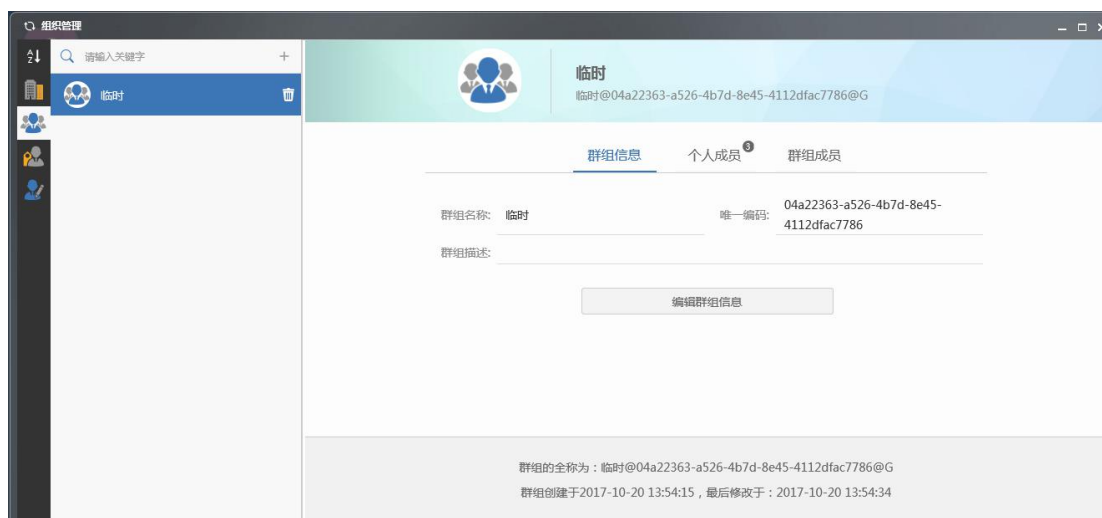 组织管理
请输入关键字
临时
临时
临时@04a22363-a526-4b7d-8e45-4112dfac7786@G
群组信息 个人成员 3 群组成员
群组名称: 临时 唯一编码: 04a22363-a526-4b7d-8e45-
4112dfac7786
群组描述:
编辑群组信息
群组的全称为：临时@04a22363-a526-4b7d-8e45-4112dfac7786@G
群组创建于2017-10-20 13:54:15，最后修改于：2017-10-20 13:54:34